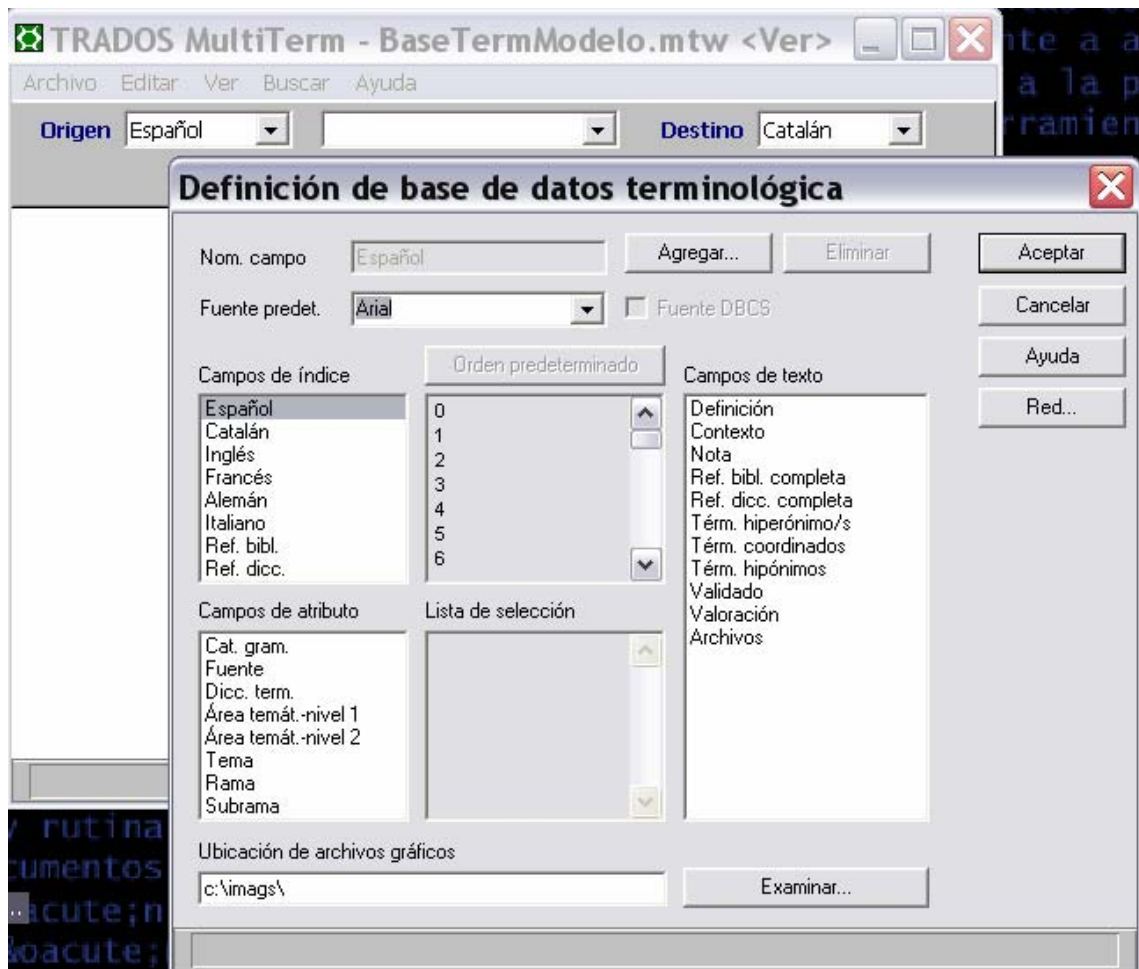 TRADOS MultiTerm - BaseTermModelo.mtw <Ver>
nte a a
Archivo Editar Ver Buscar Ayuda
a la p
Origen Español Destino Catalán
rramien
Definición de base de datos terminológica
Nom. campo Español Agregar... Eliminar Aceptar
Fuente predet. Arial Fuente DBCS Cancelar
Orden predeterminado Ayuda
Campos de índice Campos de texto
Red...
Español
Catalán
Inglés
Francés
Alemán
Italiano
Ref. bibl.
Ref. dicc.
0
1
2
3
4
5
6
Definición
Contexto
Nota
Ref. bibl. completa
Ref. dicc. completa
Térm. hiperónimo/s
Térm. coordinados
Térm. hipónimos
Validado
Valoración
Archivos
Campos de atributo Lista de selección
Cat. gram.
Fuente
Dicc. term.
Área temát.-nivel 1
Área temát.-nivel 2
Tema
Rama
Subrama
Ubicación de archivos gráficos
c:\imags\ Examinar...
y rutina
cumentos
acute;n
&oacute;